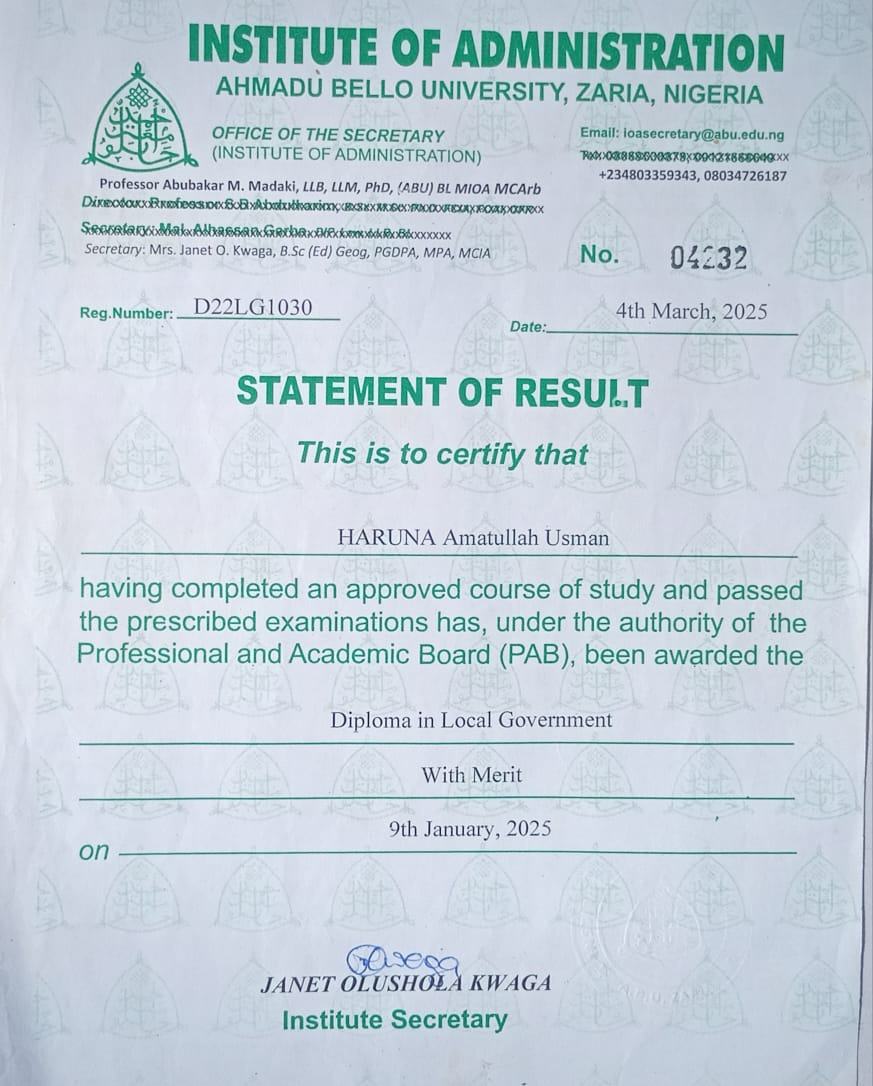 INSTITUTE OF ADMINISTRATION
AHMADU BELLO UNIVERSITY, ZARIA, NIGERIA
OFFICE OF THE SECRETARY
(INSTITUTE OF ADMINISTRATION)
Email: ioasecretary@abu.edu.ng
+234803359343, 08034726187
Professor Abubakar M. Madaki, LLB, LLM, PhD, (ABU) BL MIOA MCArb
Secretary: Mrs. Janet O. Kwaga, B.Sc (Ed) Geog, PGDPA, MPA, MCIA
No. 04232
Reg.Number: D22LG1030
Date: 4th March, 2025
STATEMENT OF RESULT
This is to certify that
HARUNA Amatullah Usman
having completed an approved course of study and passed
the prescribed examinations has, under the authority of the
Professional and Academic Board (PAB), been awarded the
Diploma in Local Government
With Merit
9th January, 2025
on
JANET OLUSHOLA KWAGA
Institute Secretary